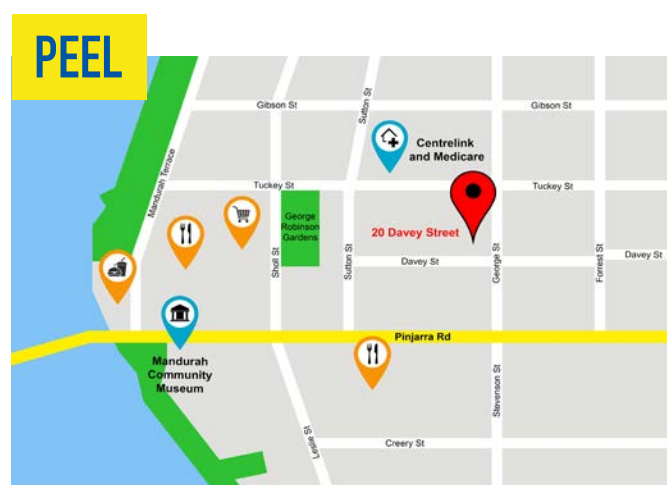 PEEL
Gibson St
Gibson St
Sutton St
Centrelink
and Medicare
Mandurah Terrace
Tuckey St
Tuckey St
George
Robinson
Gardens
20 Davey Street
Sholl St
Sutton St
Davey St
George St
Forrest St
Davey St
Pinjarra Rd
Mandurah
Community
Museum
Stevenson St
Leslie St
Creery St